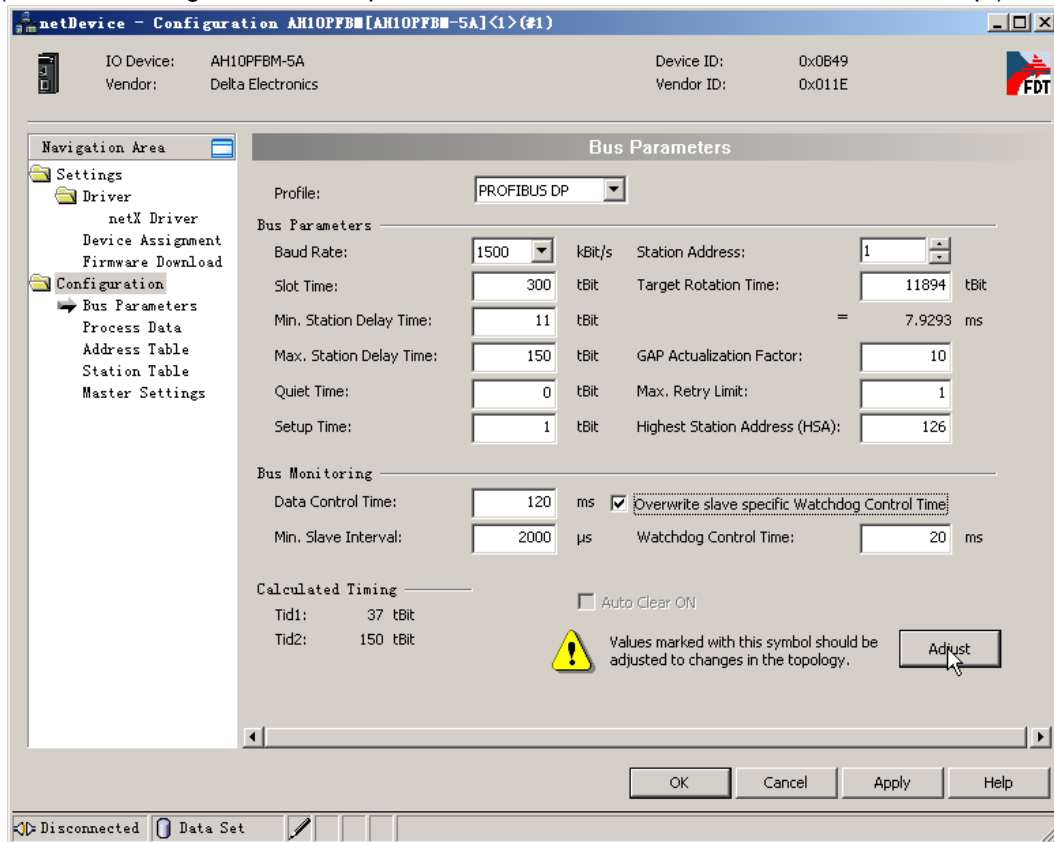 netDevice - Configuration AH10PFBM[AH10PFBM-5A]<1>(#1)
IO Device: AH10PFBM-5A Device ID: 0x0B49
Vendor: Delta Electronics Vendor ID: 0x011E
FDT
Navigation Area
Settings
Driver
netX Driver
Device Assignment
Firmware Download
Configuration
Bus Parameters
Process Data
Address Table
Station Table
Master Settings
Bus Parameters
Profile: PROFIBUS DP
Bus Parameters
Baud Rate: 1500 kBit/s Station Address: 1
Slot Time: 300 tBit Target Rotation Time: 11894 tBit
Min. Station Delay Time: 11 tBit = 7.9293 ms
Max. Station Delay Time: 150 tBit GAP Actualization Factor: 10
Quiet Time: 0 tBit Max. Retry Limit: 1
Setup Time: 1 tBit Highest Station Address (HSA): 126
Bus Monitoring
Data Control Time: 120 ms Overwrite slave specific Watchdog Control Time
Min. Slave Interval: 2000 µs Watchdog Control Time: 20 ms
Calculated Timing
Auto Clear ON
Tid1: 37 tBit
Tid2: 150 tBit
Values marked with this symbol should be
adjusted to changes in the topology.
Adjust
OK Cancel Apply Help
Disconnected Data Set